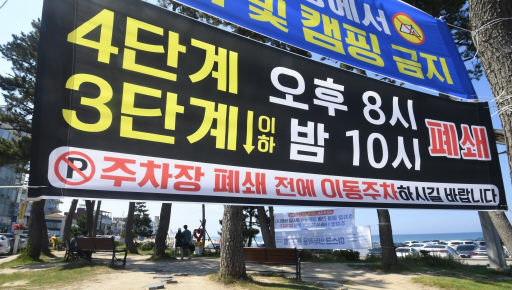 에서
및 캠핑 금지
4단계 오후 8시
3단계↓이하 밤 10시 폐쇄
P 주차장 폐쇄 전에 이동주차하시길 바랍니다